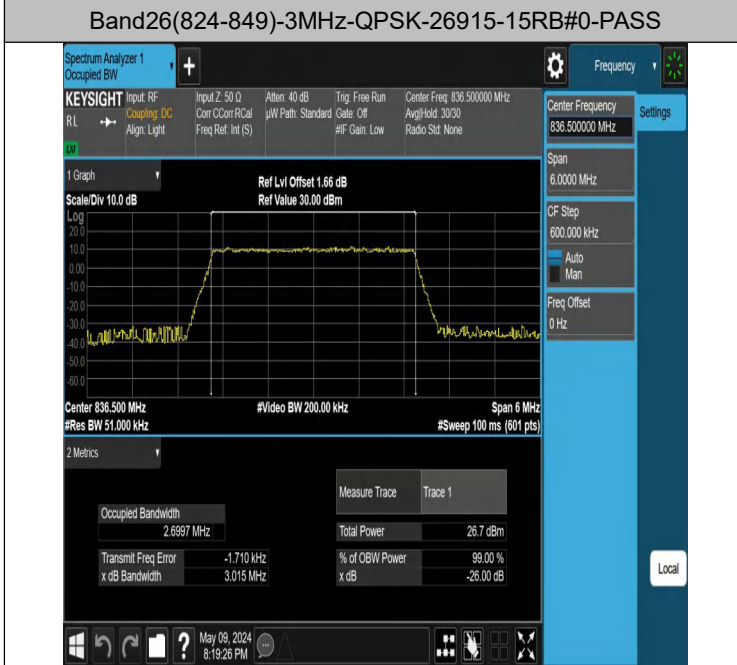 Band26(824-849)-3MHz-QPSK-26915-15RB#0-PASS
Spectrum Analyzer 1
Occupied BW
Frequency
KEYSIGHT
RL
Input: RF
Coupling: DC
Align: Light
Input Z: 50 Ω
Corr CCorr RCal
Freq Ref: Int (S)
Atten: 40 dB
µW Path: Standard
Trig: Free Run
Gate: Off
#IF Gain: Low
Center Freq: 836.500000 MHz
Avg|Hold: 30/30
Radio Std: None
Center Frequency
836.500000 MHz
Settings
Span
6.0000 MHz
CF Step
600.000 kHz
Auto
Man
Freq Offset
0 Hz
1 Graph
Ref Lvl Offset 1.66 dB
Scale/Div 10.0 dB
Ref Value 30.00 dBm
Log
20.0
10.0
0.00
-10.0
-20.0
-30.0
-40.0
-50.0
-60.0
Center 836.500 MHz
#Video BW 200.00 kHz
Span 6 MHz
#Res BW 51.000 kHz
#Sweep 100 ms (601 pts)
2 Metrics
Measure Trace
Trace 1
Occupied Bandwidth
2.6997 MHz
Total Power
26.7 dBm
Transmit Freq Error
-1.710 kHz
% of OBW Power
99.00 %
x dB Bandwidth
3.015 MHz
x dB
-26.00 dB
Local
?
May 09, 2024
8:19:26 PM